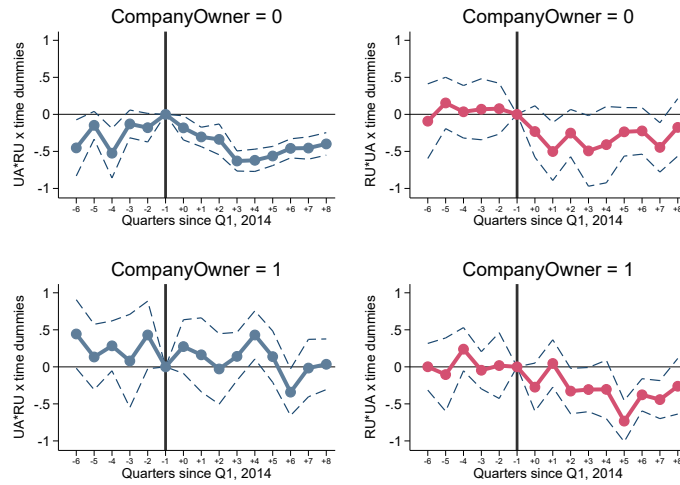 CompanyOwner = 0
UA*RU x time dummies
1
.5
0
-.5
-1
-6 -5 -4 -3 -2 -1 +0 +1 +2 +3 +4 +5 +6 +7 +8
Quarters since Q1, 2014
CompanyOwner = 0
RU*UA x time dummies
1
.5
0
-.5
-1
-6 -5 -4 -3 -2 -1 +0 +1 +2 +3 +4 +5 +6 +7 +8
Quarters since Q1, 2014
CompanyOwner = 1
UA*RU x time dummies
1
.5
0
-.5
-1
-6 -5 -4 -3 -2 -1 +0 +1 +2 +3 +4 +5 +6 +7 +8
Quarters since Q1, 2014
CompanyOwner = 1
RU*UA x time dummies
1
.5
0
-.5
-1
-6 -5 -4 -3 -2 -1 +0 +1 +2 +3 +4 +5 +6 +7 +8
Quarters since Q1, 2014